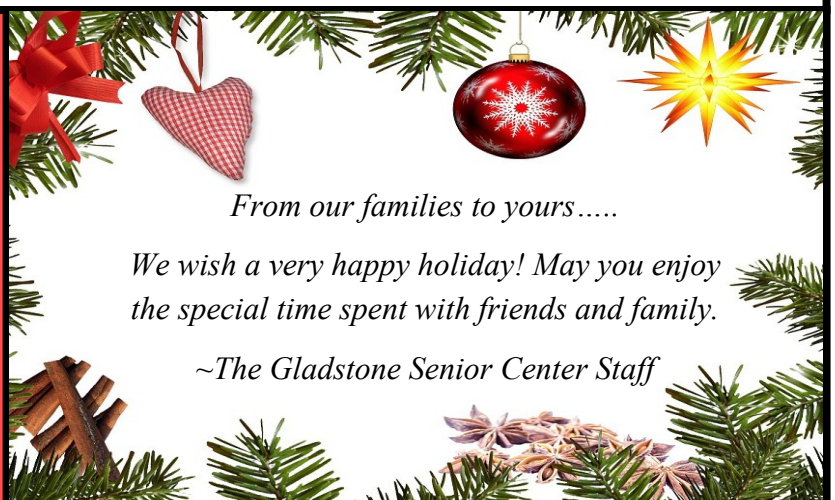 From our families to yours…..
We wish a very happy holiday! May you enjoy
the special time spent with friends and family.
~The Gladstone Senior Center Staff